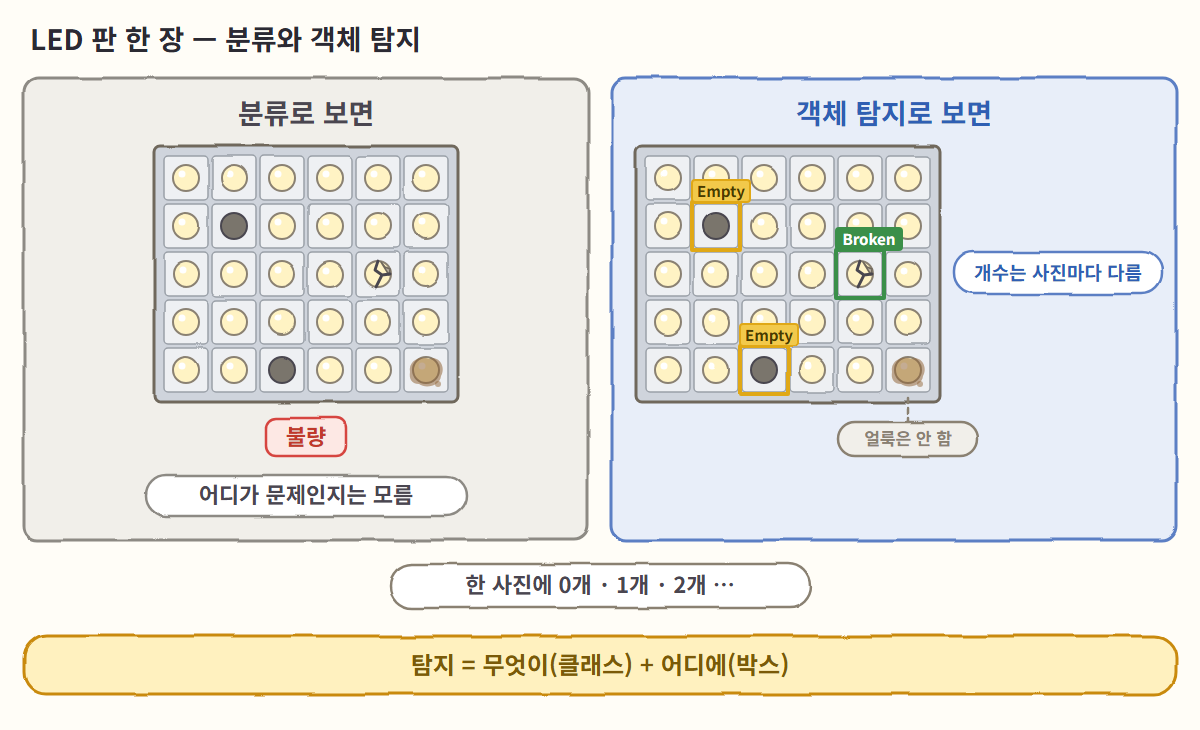 LED 판 한 장 — 분류와 객체 탐지
분류로 보면
불량
어디가 문제인지는 모름
객체 탐지로 보면
Empty
Broken
Empty
개수는 사진마다 다름
얼룩은 안 함
한 사진에 0개 · 1개 · 2개 ⋯
탐지 = 무엇이(클래스) + 어디에(박스)